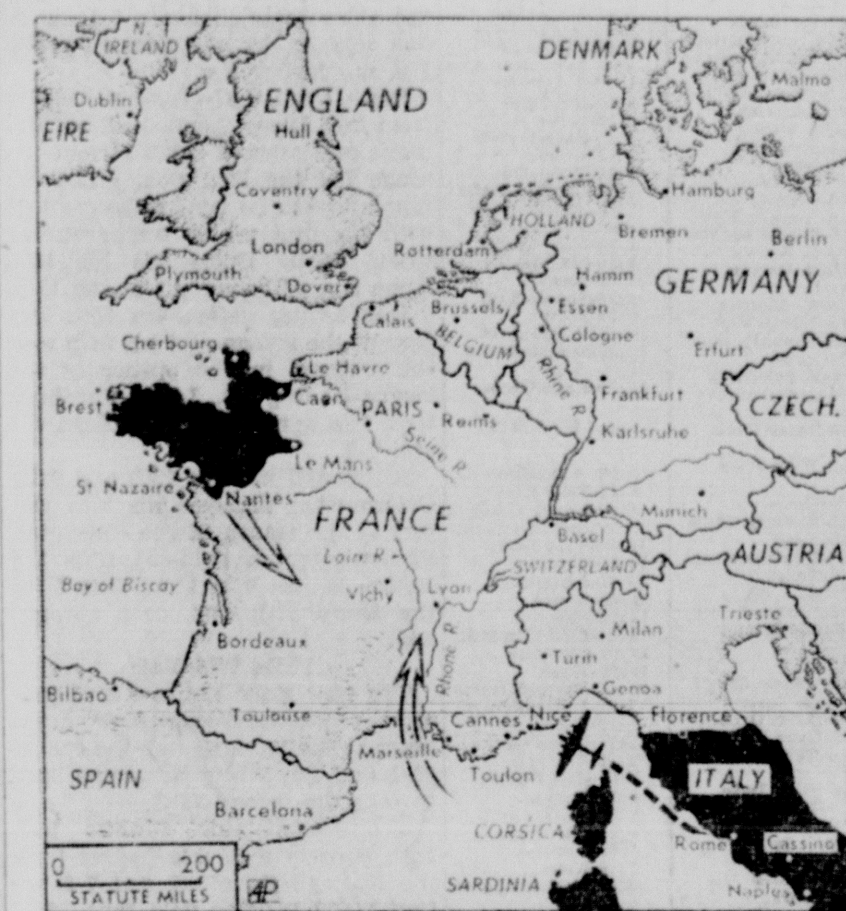 N.
IRELAND
DENMARK
Malmo
Dublin
ENGLAND
EIRE
Hull
Coventry
Hamburg
HOLLAND
Bremen
London
Rotterdam
Berlin
Plymouth
Dover
Hamm
GERMANY
Calais
Brussels
Essen
BELGIUM
Cologne
Cherbourg
Erfurt
Le Havre
Rhine R.
Frankfurt
Brest
Caen
PARIS
Reims
CZECH.
Seine R
Karlsruhe
Le Mans
St Nazaire
Nantes
Munich
FRANCE
Basel
Loire R
SWITZERLAND
AUSTRIA
Bay of Biscay
Vichy
Lyon
Trieste
Bordeaux
Milan
Rhone R
Turin
Bilbao
Genoa
Toulouse
Cannes
Nice
Florence
Marseille
SPAIN
Toulon
ITALY
Barcelona
CORSICA
Rome
Cassino
0 200
STATUTE MILES
AP
SARDINIA
Naples